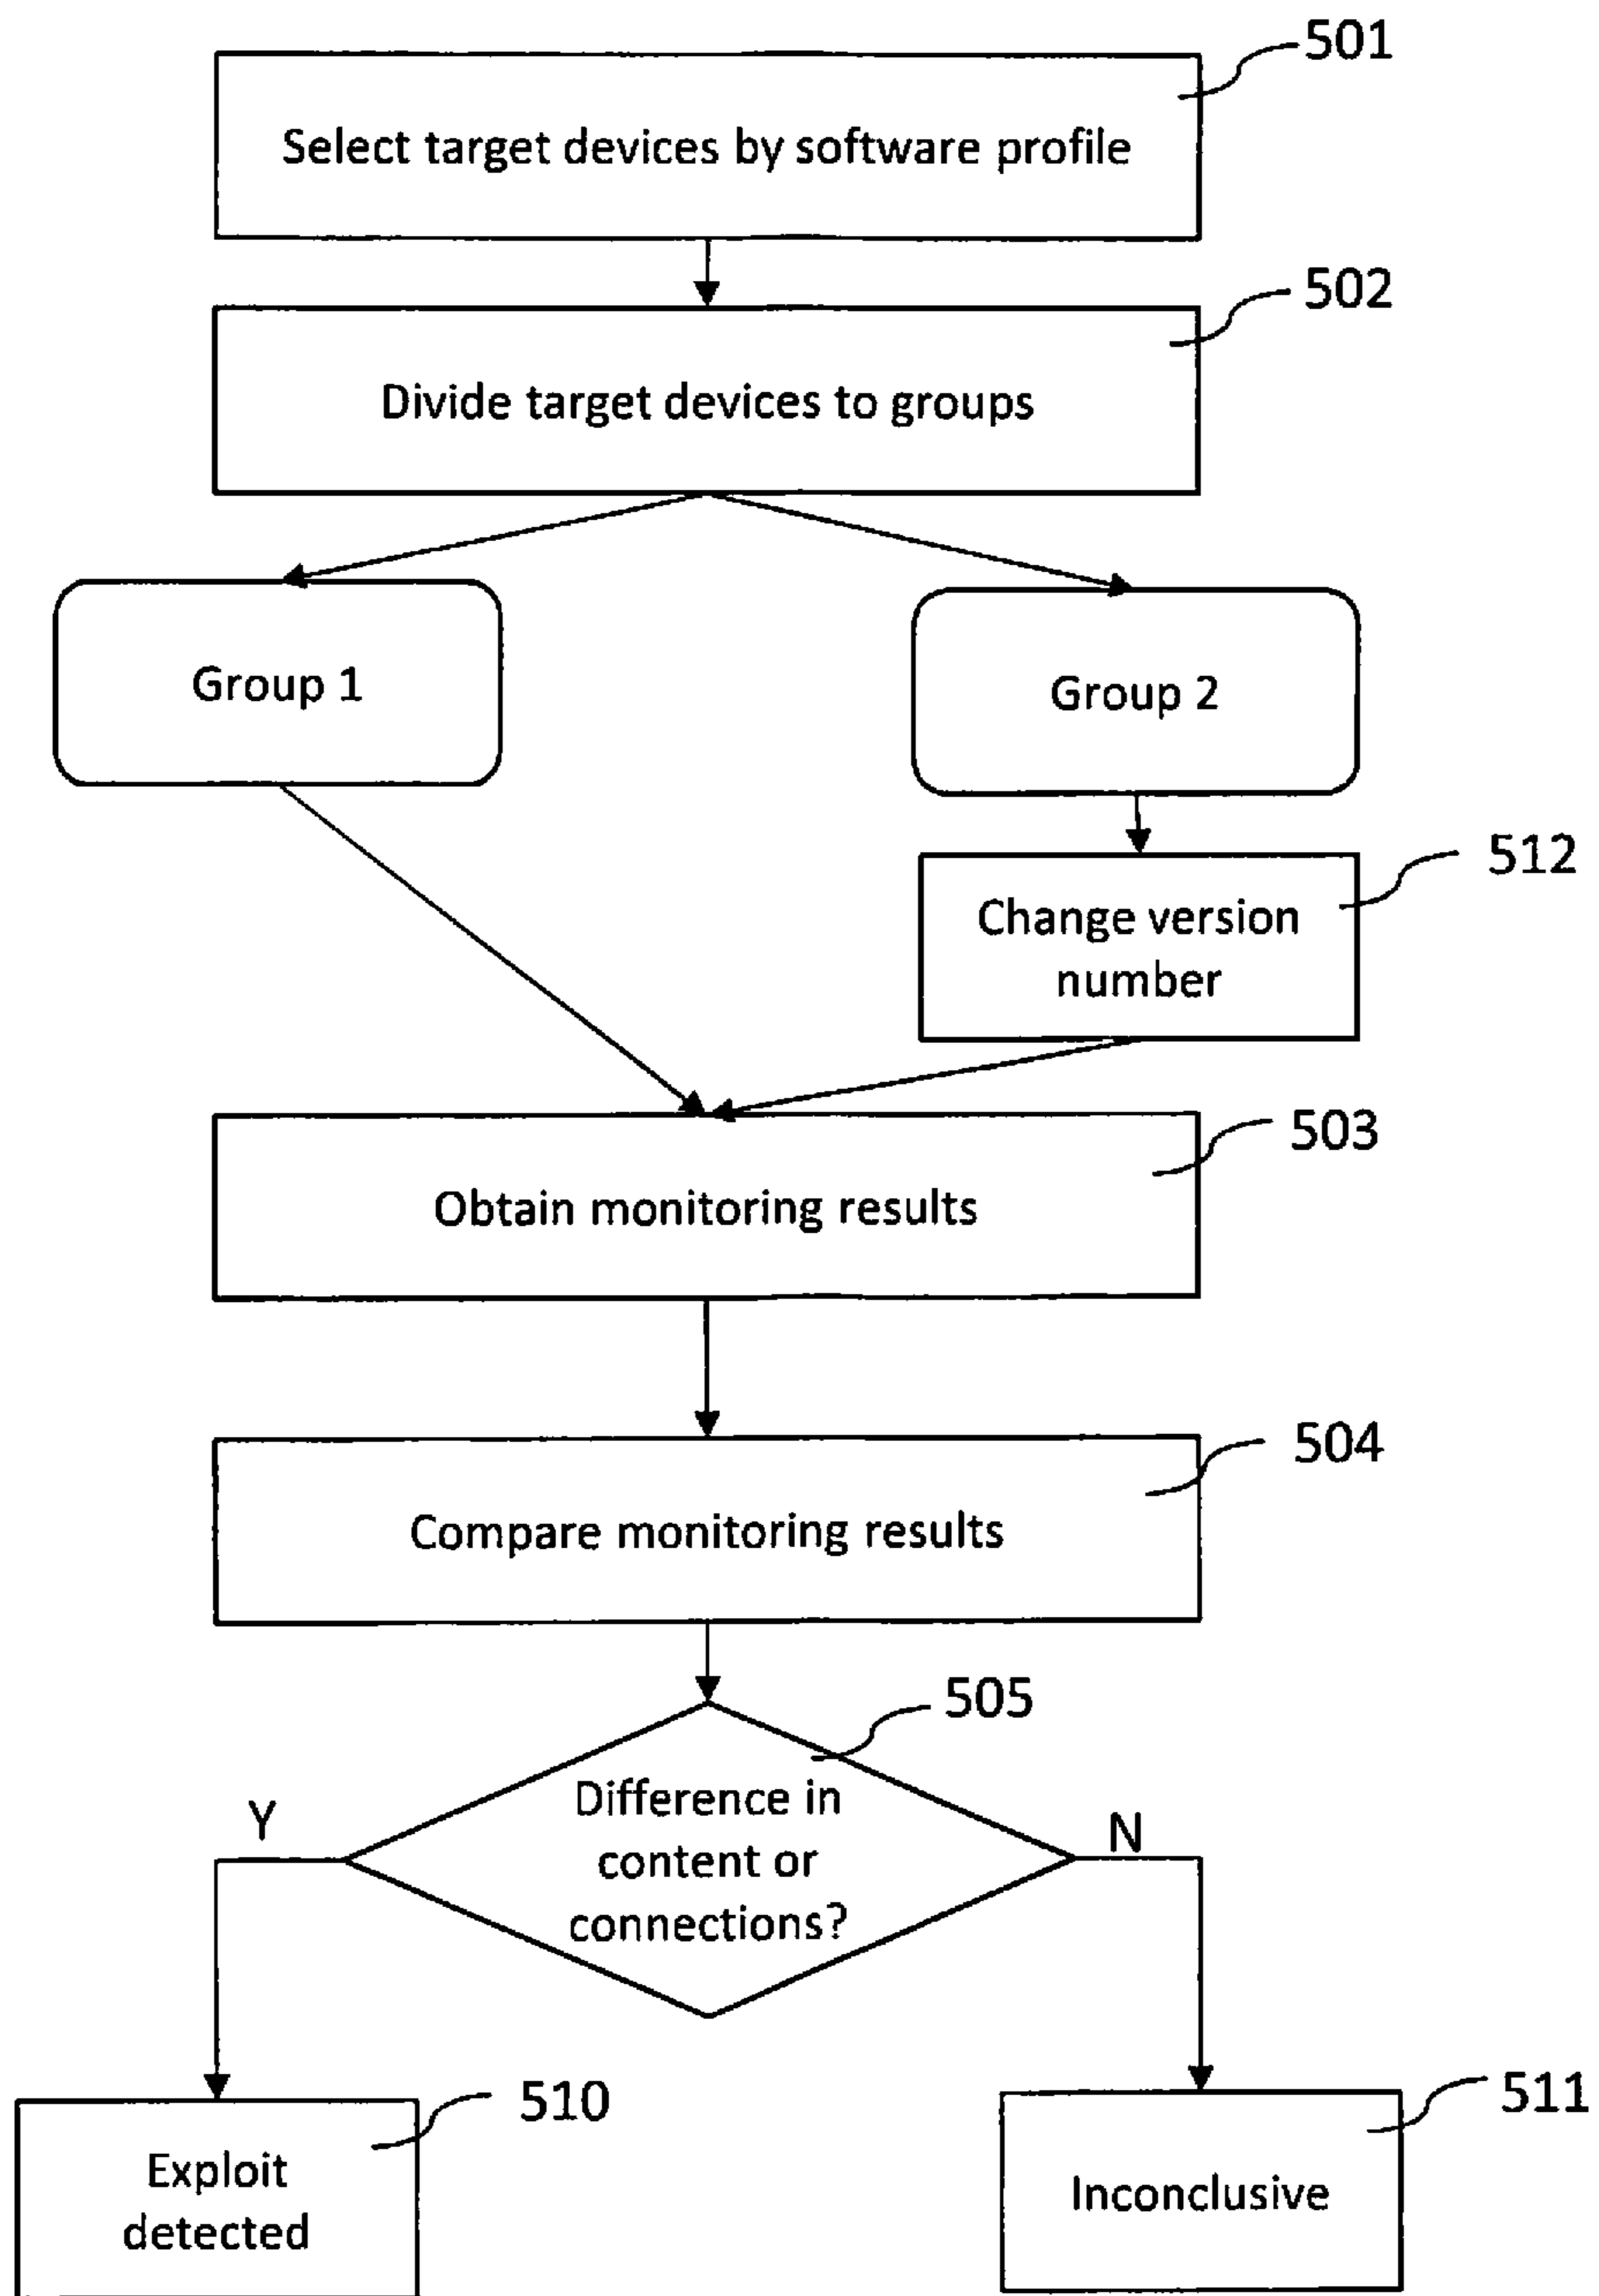 501
Select target devices by software profile
502
Divide target devices to groups
Group 1
Group 2
512
Change version
number
503
Obtain monitoring results
504
Compare monitoring results
505
Difference in
content or
connections?
Y
N
510
Exploit
detected
511
Inconclusive